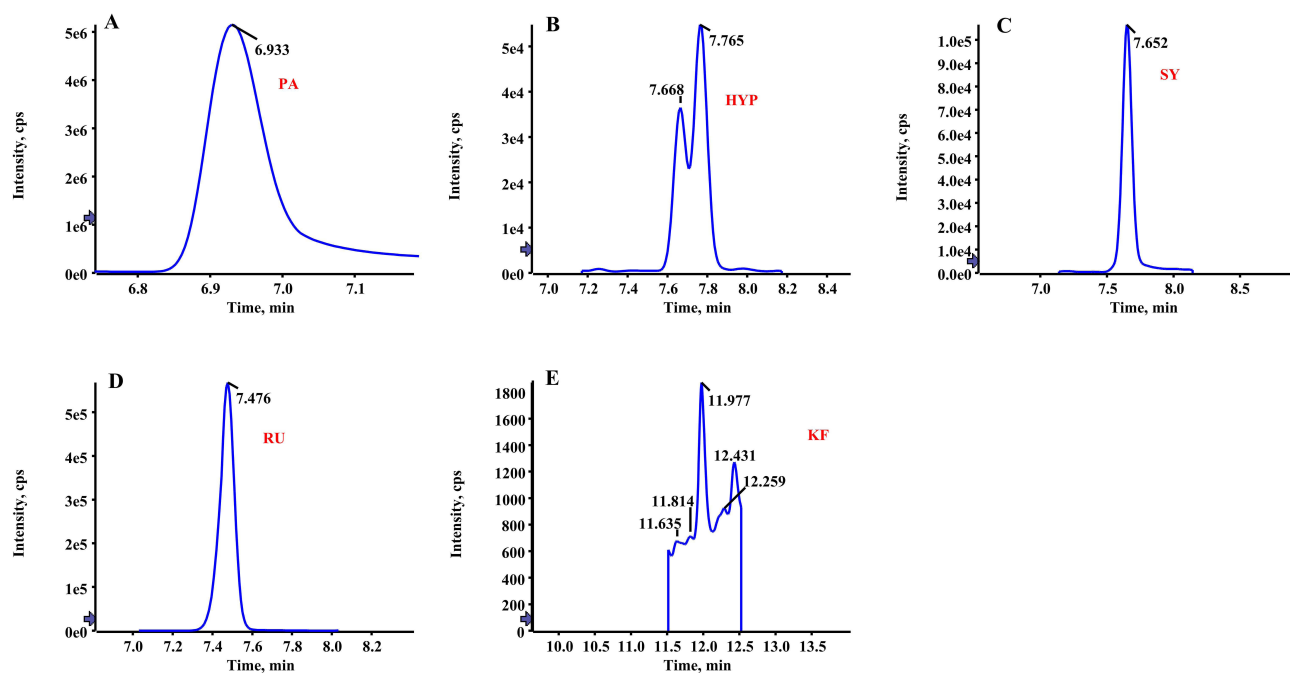 A
5e6
4e6
3e6
2e6
1e6
0e0
Intensity, cps
6.933
PA
6.8
6.9
7.0
7.1
Time, min
B
5e4
4e4
3e4
2e4
1e4
0e0
Intensity, cps
7.668
7.765
HYP
7.0
7.2
7.4
7.6
7.8
8.0
8.2
8.4
Time, min
C
1.0e5
9.0e4
8.0e4
7.0e4
6.0e4
5.0e4
4.0e4
3.0e4
2.0e4
1.0e4
0.0e0
Intensity, cps
7.652
SY
7.0
7.5
8.0
8.5
Time, min
D
5e5
4e5
3e5
2e5
1e5
0e0
Intensity, cps
7.476
RU
7.0
7.2
7.4
7.6
7.8
8.0
8.2
Time, min
E
1800
1600
1400
1200
1000
800
600
400
200
0
Intensity, cps
11.977
KF
12.431
12.259
11.814
11.635
10.0
10.5
11.0
11.5
12.0
12.5
13.0
13.5
Time, min